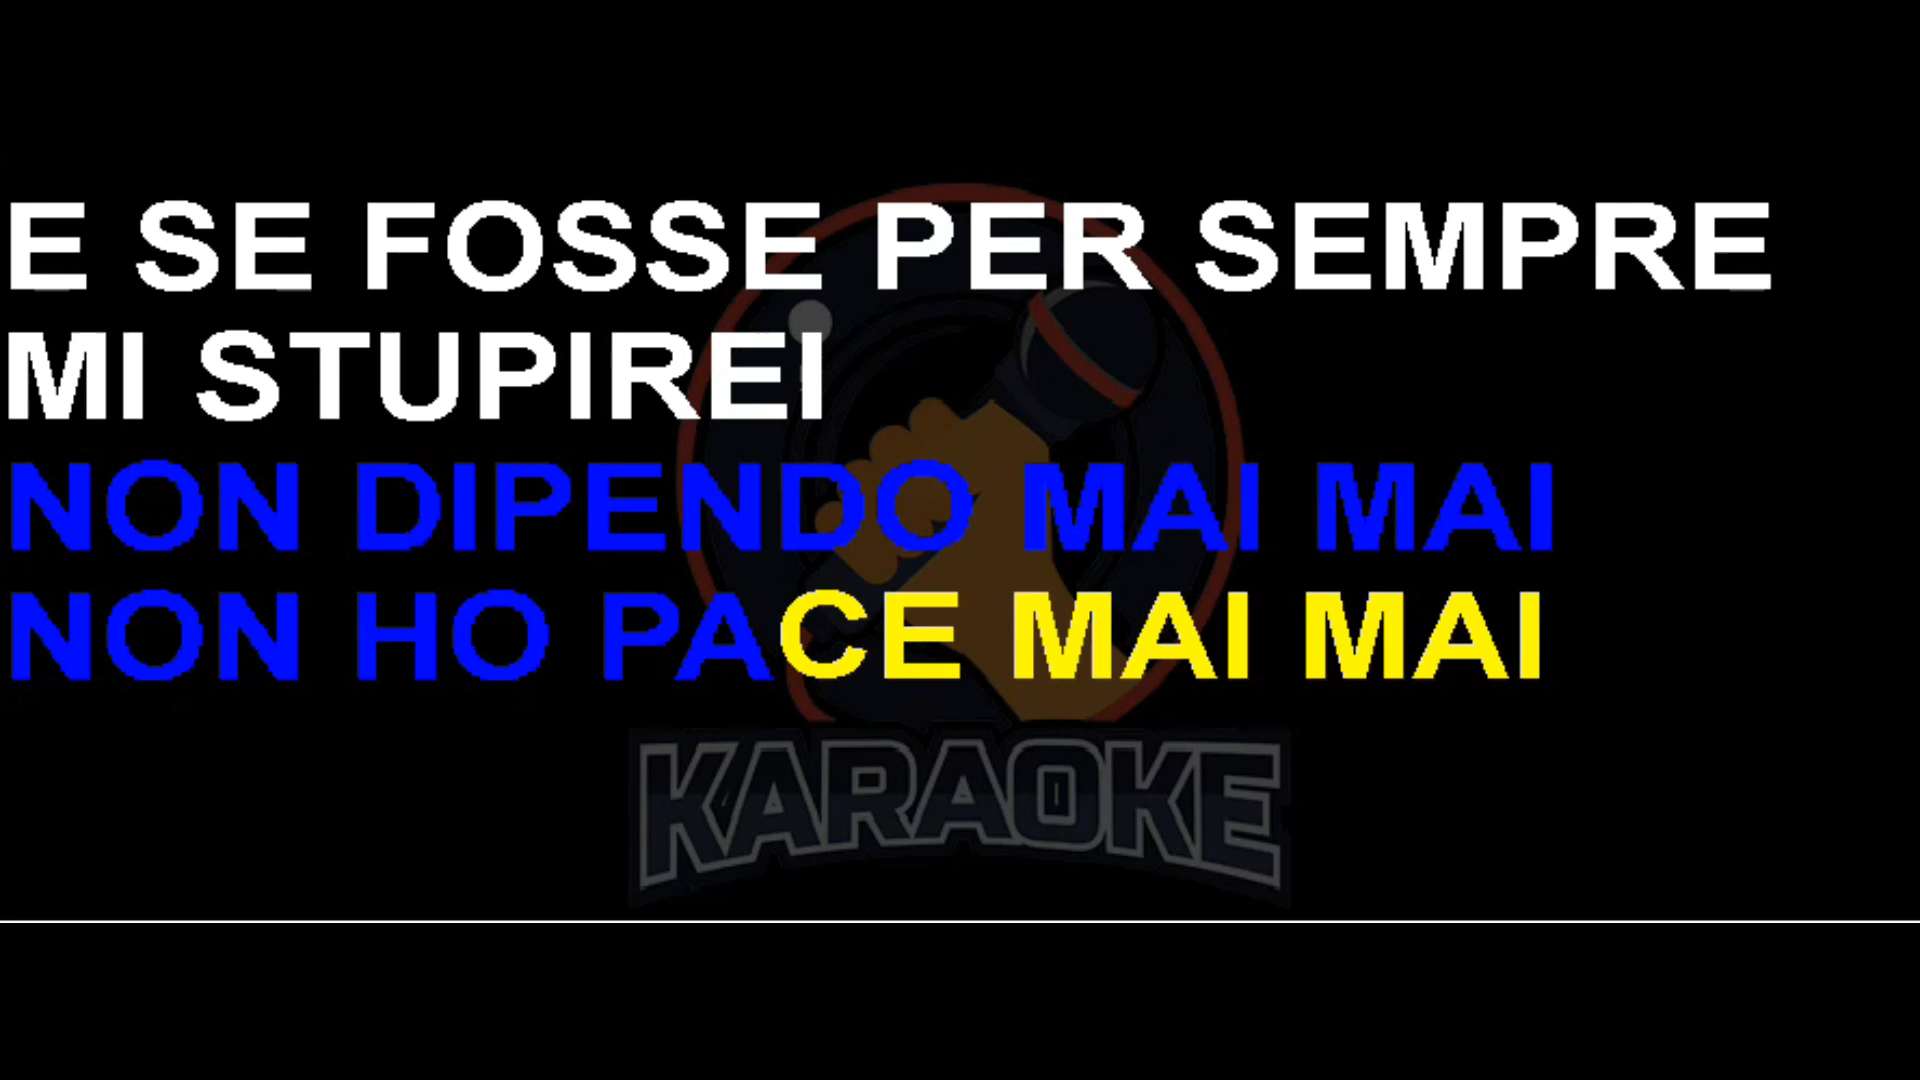 E SE FOSSE PER SEMPRE
MI STUPIREI
NON DIPENDO MAI MAI
NON HO PACE MAI MAI
KARAOKE